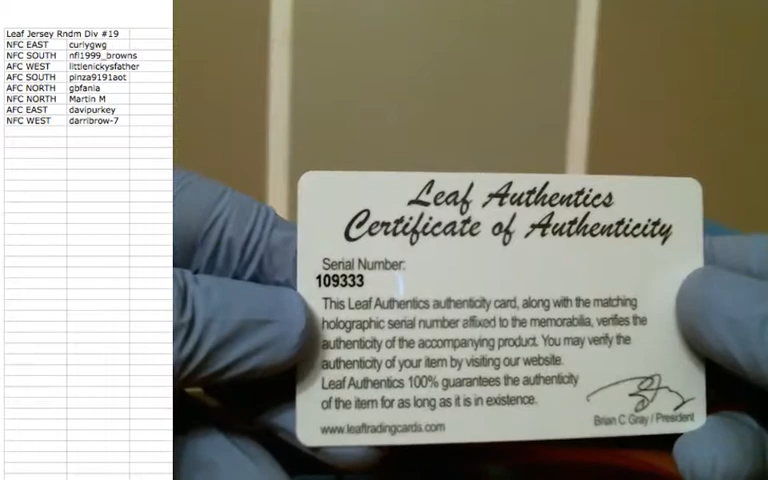 Leaf Jersey Rndm Div #19
NFC EAST curlygwg
NFC SOUTH nfl1999_browns
AFC WEST littlenickysfather
AFC SOUTH pinza9191aot
AFC NORTH gbfania
NFC NORTH Martin M
AFC EAST davipurkey
NFC WEST darribrow-7
Leaf Authentics
Certificate of Authenticity
Serial Number:
109333
This Leaf Authentics authenticity card, along with the matching
holographic serial number affixed to the memorabilia, verifies the
authenticity of the accompanying product. You may verify the
authenticity of your item by visiting our website.
Leaf Authentics 100% guarantees the authenticity
of the item for as long as it is in existence.
Brian C Gray / President
www.leaftradingcards.com